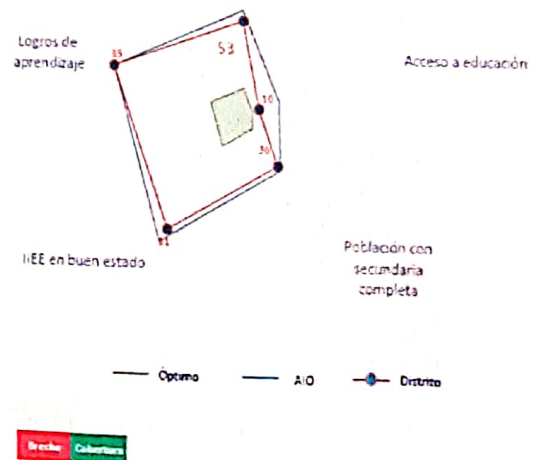 Logros de
aprendizaje
Acceso a educación
53
10
30
IIEE en buen estado
Población con
secundaria
completa
Óptimo
AIO
Distrito
Brecha
Cobertura